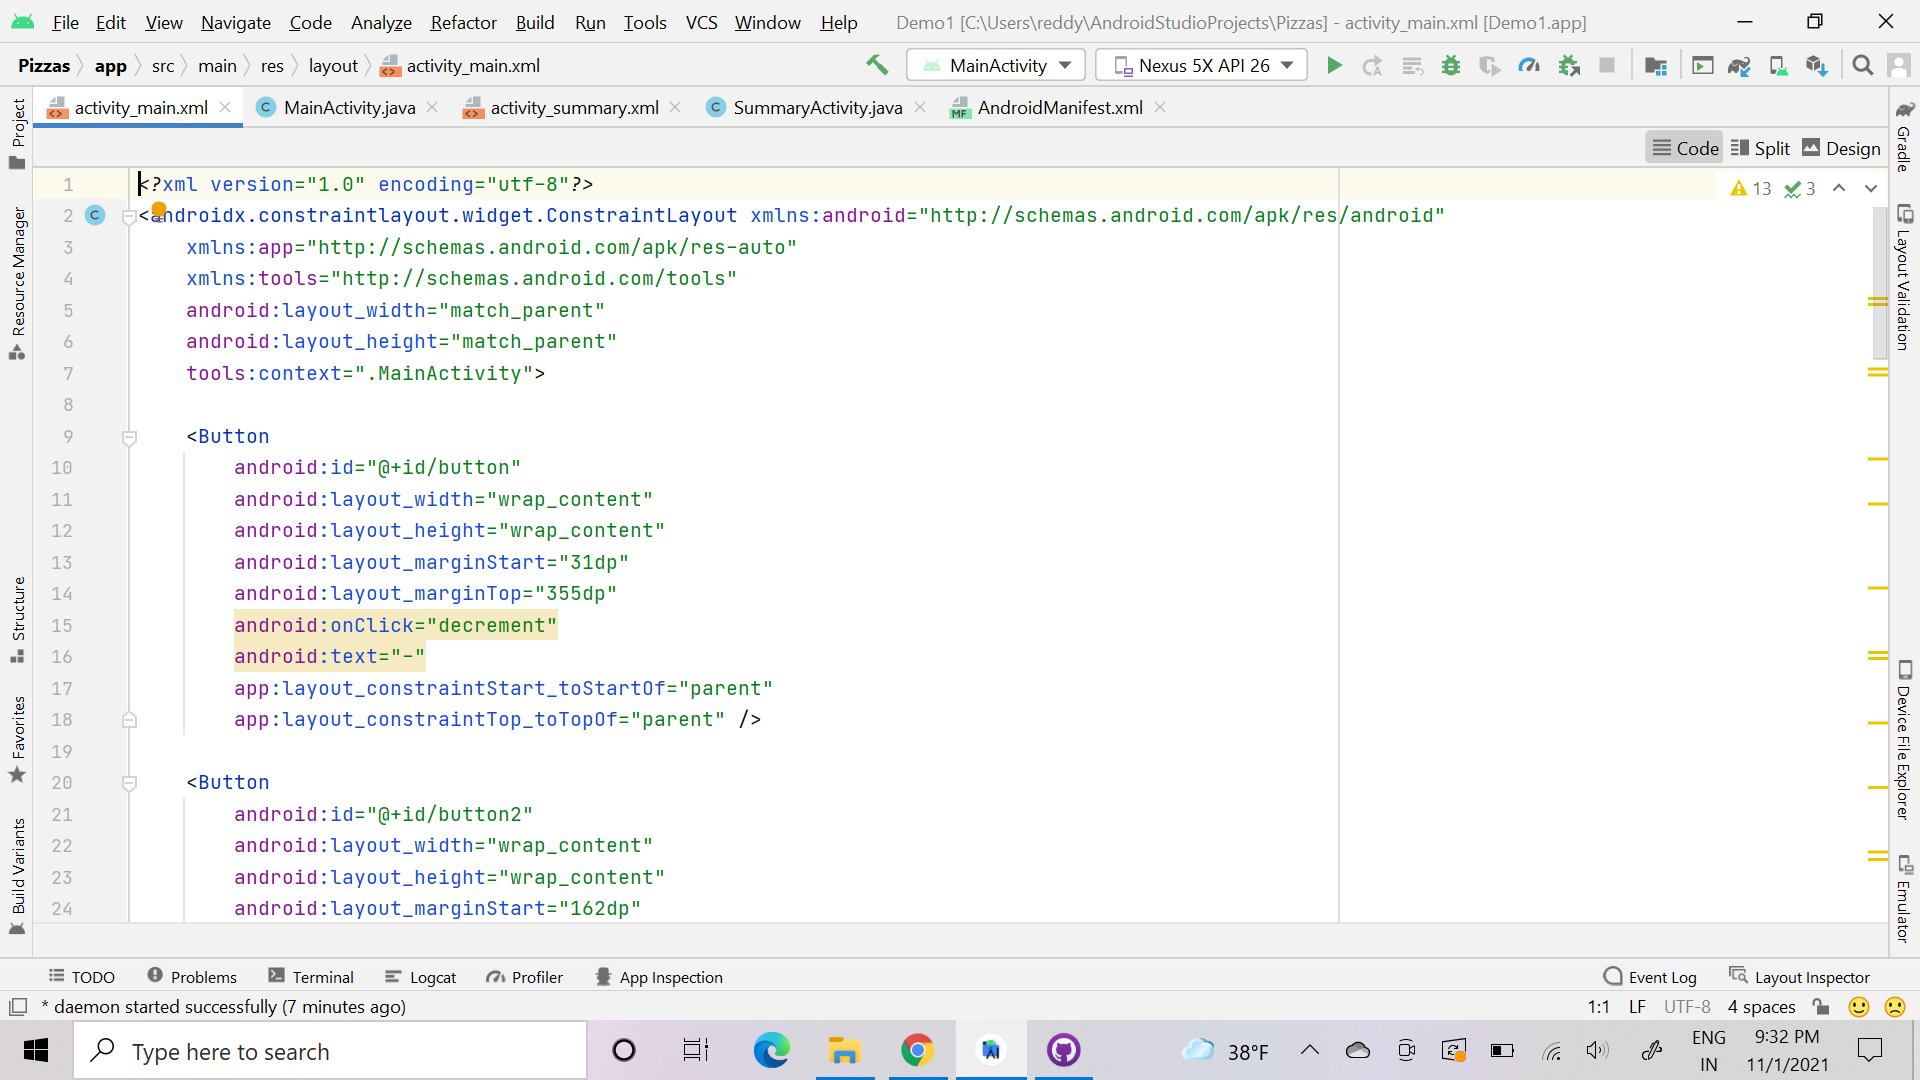 File Edit View Navigate Code Analyze Refactor Build Run Tools VCS Window Help Demo1 [C:\Users\reddy\AndroidStudioProjects\Pizzas] - activity_main.xml [Demo1.app]
Pizzas app src main res layout activity_main.xml MainActivity Nexus 5X API 26
activity_main.xml MainActivity.java activity_summary.xml SummaryActivity.java AndroidManifest.xml
Code Split Design
13 3
1 <?xml version="1.0" encoding="utf-8"?>
2 <androidx.constraintlayout.widget.ConstraintLayout xmlns:android="http://schemas.android.com/apk/res/android"
3 xmlns:app="http://schemas.android.com/apk/res-auto"
4 xmlns:tools="http://schemas.android.com/tools"
5 android:layout_width="match_parent"
6 android:layout_height="match_parent"
7 tools:context=".MainActivity">
8
9 <Button
10 android:id="@+id/button"
11 android:layout_width="wrap_content"
12 android:layout_height="wrap_content"
13 android:layout_marginStart="31dp"
14 android:layout_marginTop="355dp"
15 android:onClick="decrement"
16 android:text="-"
17 app:layout_constraintStart_toStartOf="parent"
18 app:layout_constraintTop_toTopOf="parent" />
19
20 <Button
21 android:id="@+id/button2"
22 android:layout_width="wrap_content"
23 android:layout_height="wrap_content"
24 android:layout_marginStart="162dp"
Project
Resource Manager
Structure
Favorites
Build Variants
Gradle
Layout Validation
Device File Explorer
Emulator
TODO Problems Terminal Logcat Profiler App Inspection Event Log Layout Inspector
* daemon started successfully (7 minutes ago) 1:1 LF UTF-8 4 spaces
Type here to search 38°F ENG IN 9:32 PM 11/1/2021